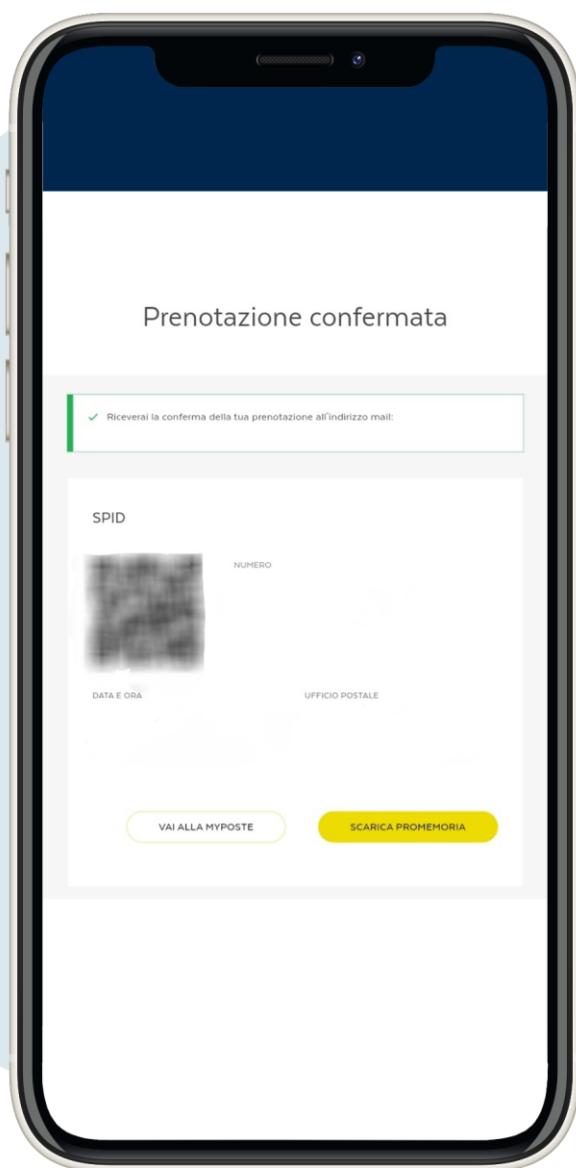 Prenotazione confermata
Riceverai la conferma della tua prenotazione all'indirizzo mail:
SPID
NUMERO
DATA E ORA
UFFICIO POSTALE
VAI ALLA MYPOSTE
SCARICA PROMEMORIA